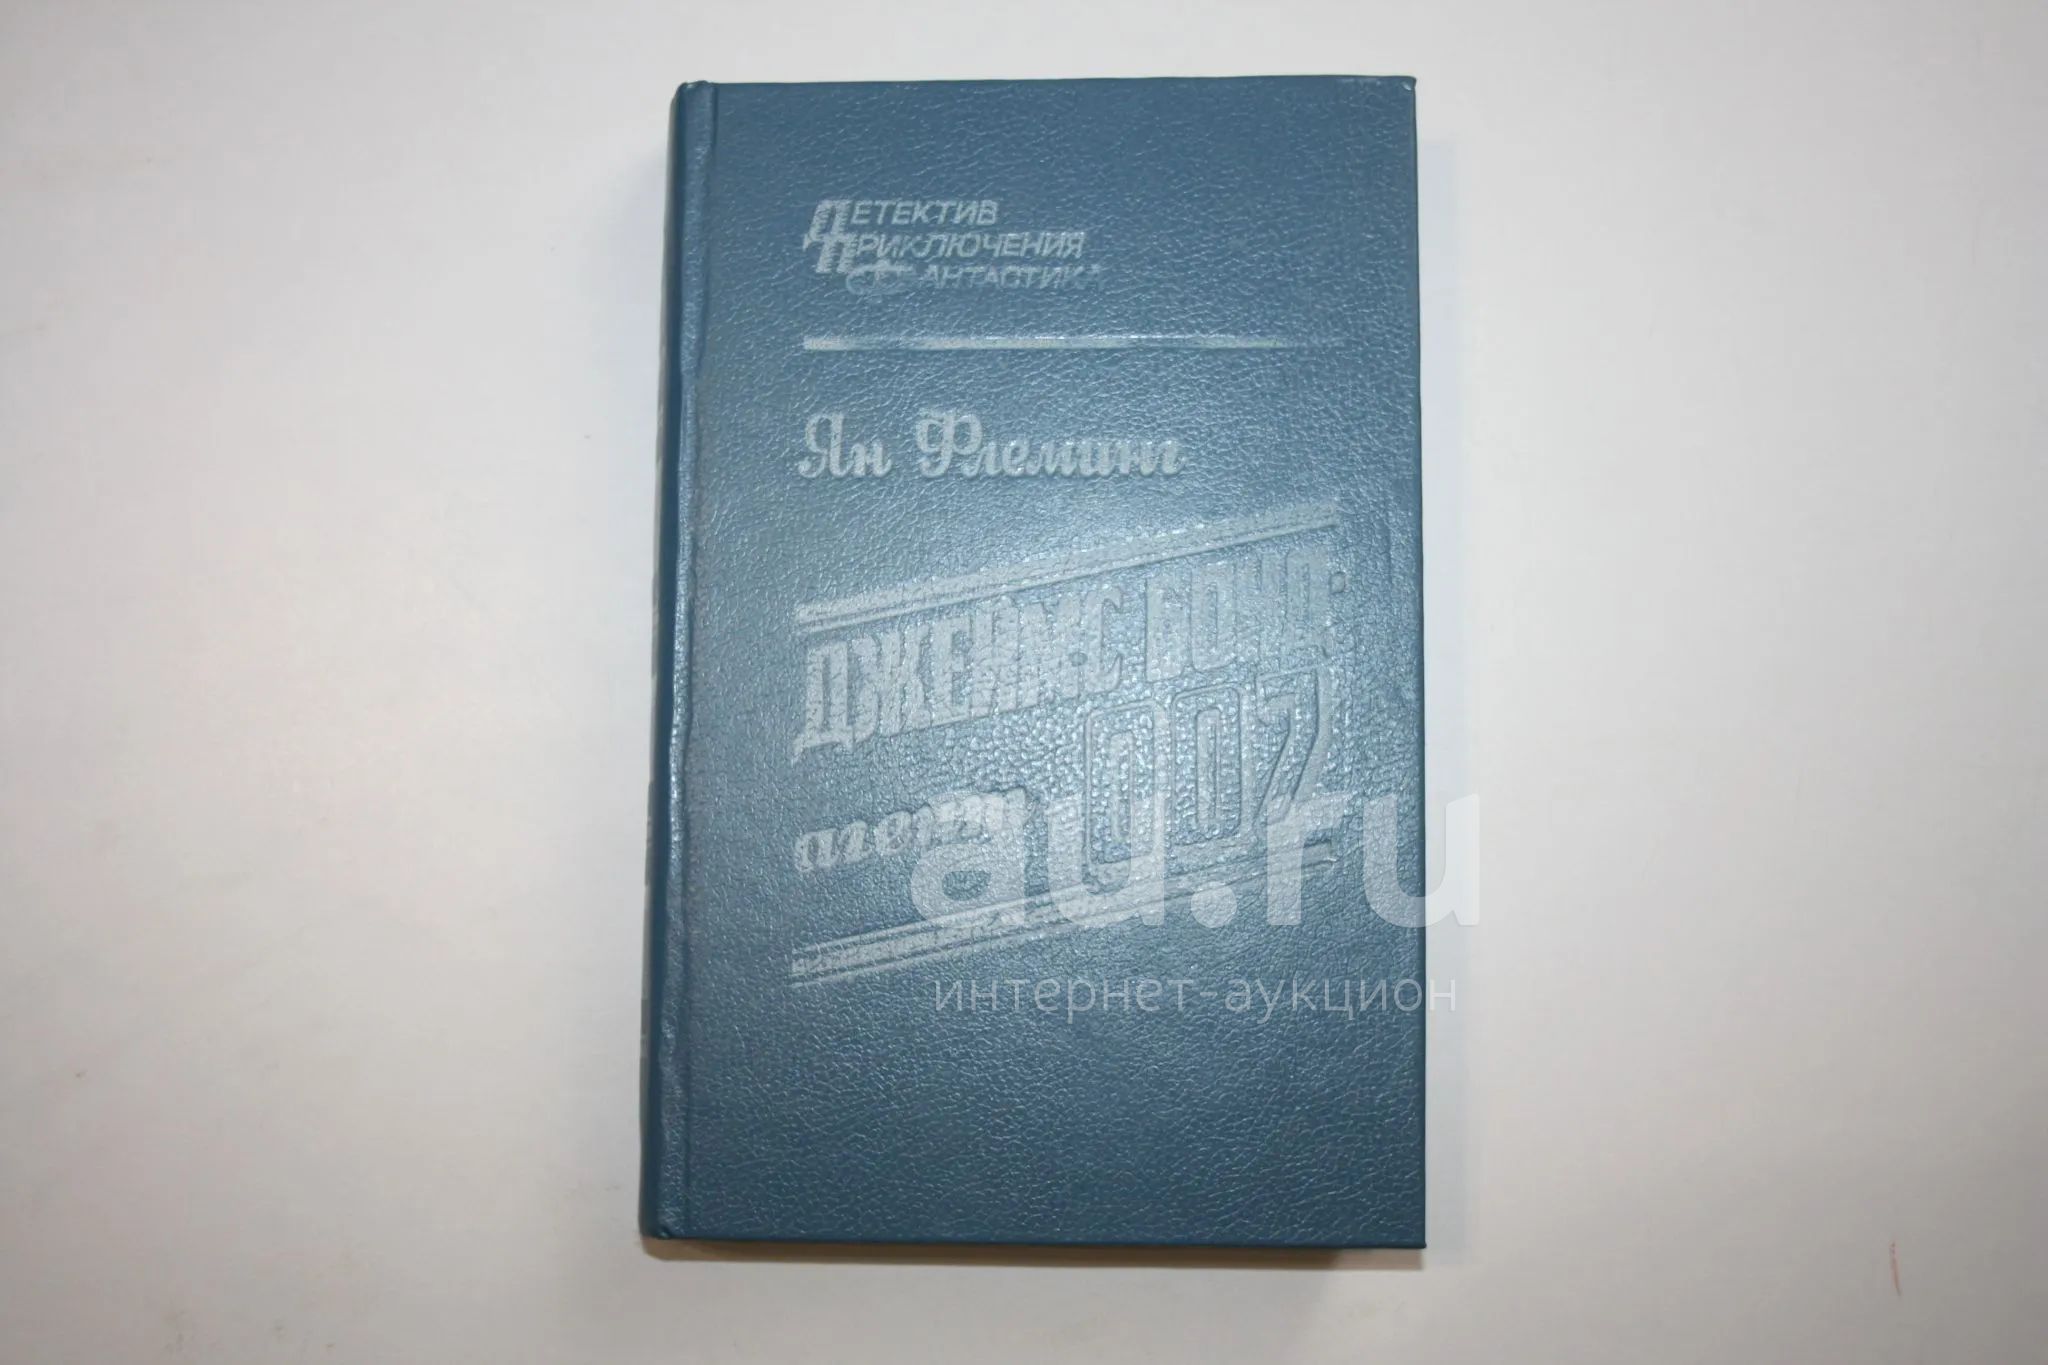 ДЕТЕКТИВ
ПРИКЛЮЧЕНИЯ
ФАНТАСТИКА
Ян Флеминг
ДЖЕЙМС БОНД-
агент 007
au.ru
интернет-аукцион